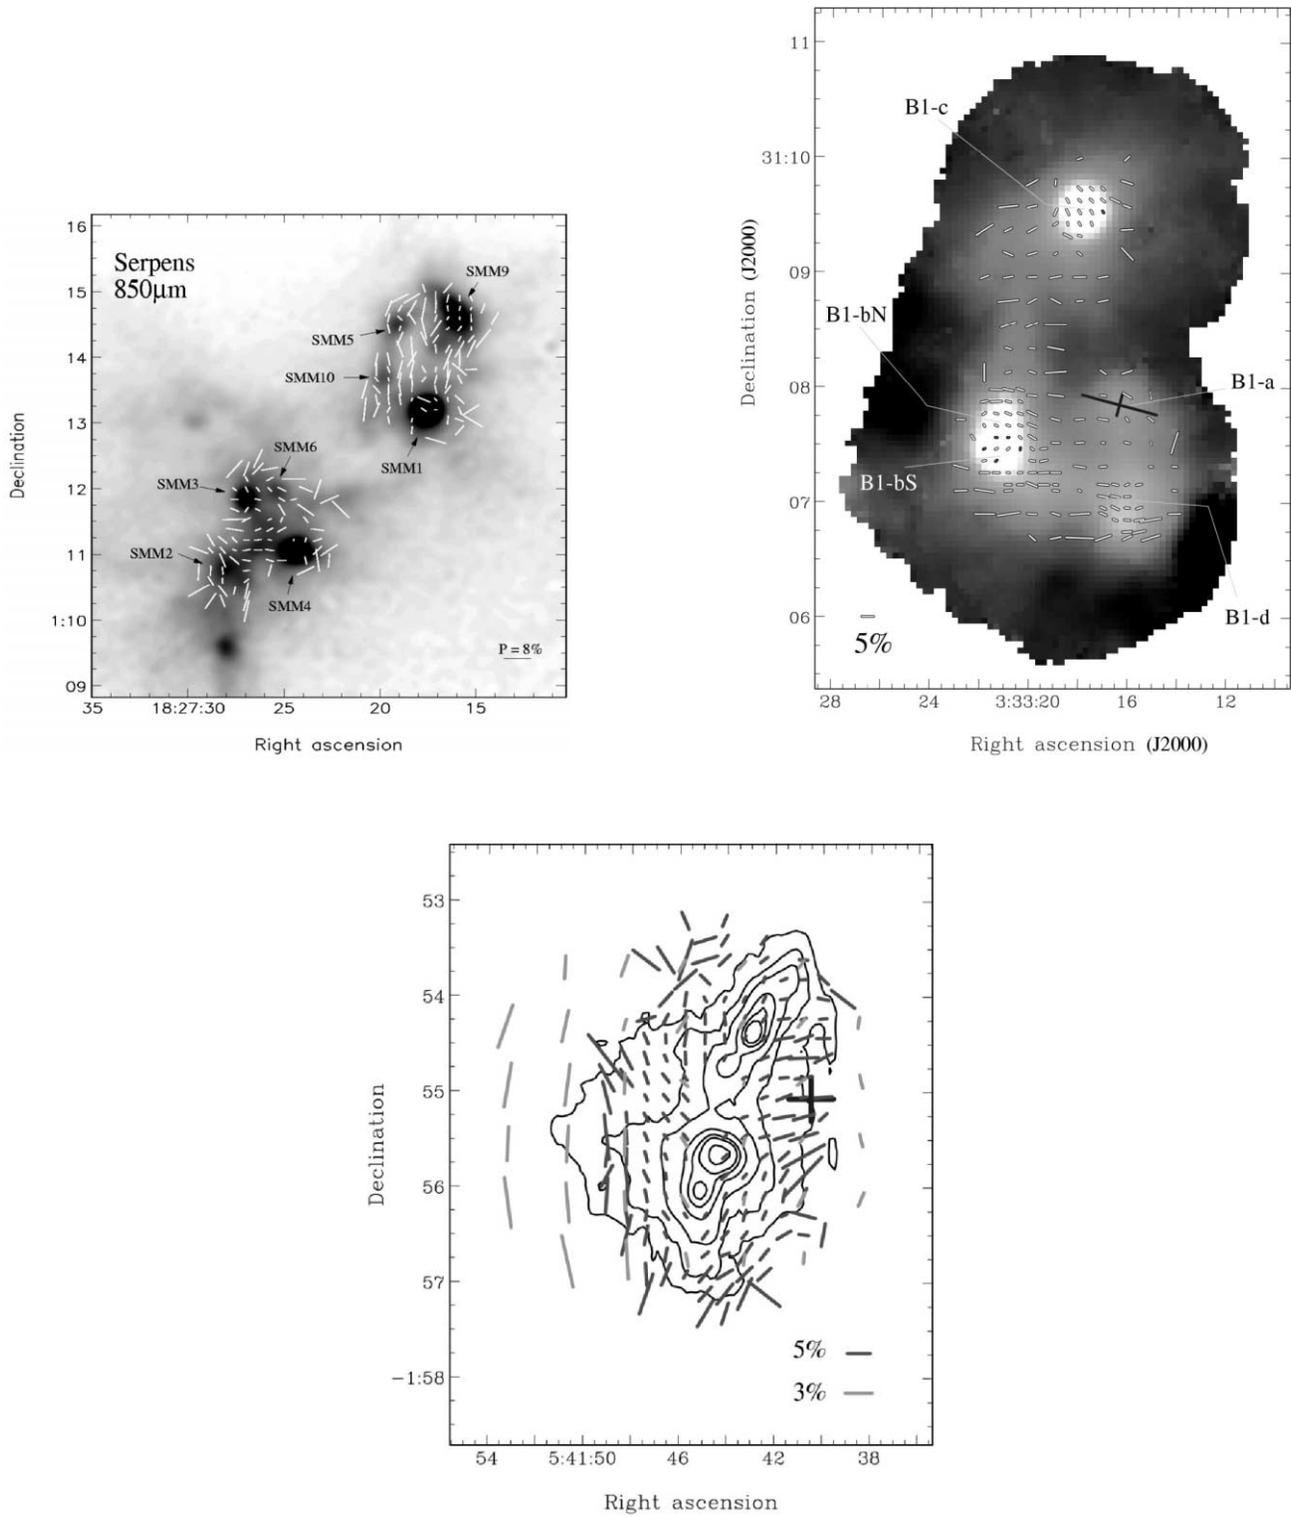 Serpens
850µm
SMM9
SMM5
SMM10
SMM1
SMM6
SMM3
SMM2
SMM4
P = 8%
16
15
14
13
12
11
1:10
09
35
18:27:30
25
20
15
Declination
Right ascension
B1-c
B1-bN
B1-a
B1-bS
B1-d
5%
11
31:10
09
08
07
06
28
24
3:33:20
16
12
Declination (J2000)
Right ascension (J2000)
53
54
55
56
57
-1:58
5%
3%
54
5:41:50
46
42
38
Declination
Right ascension